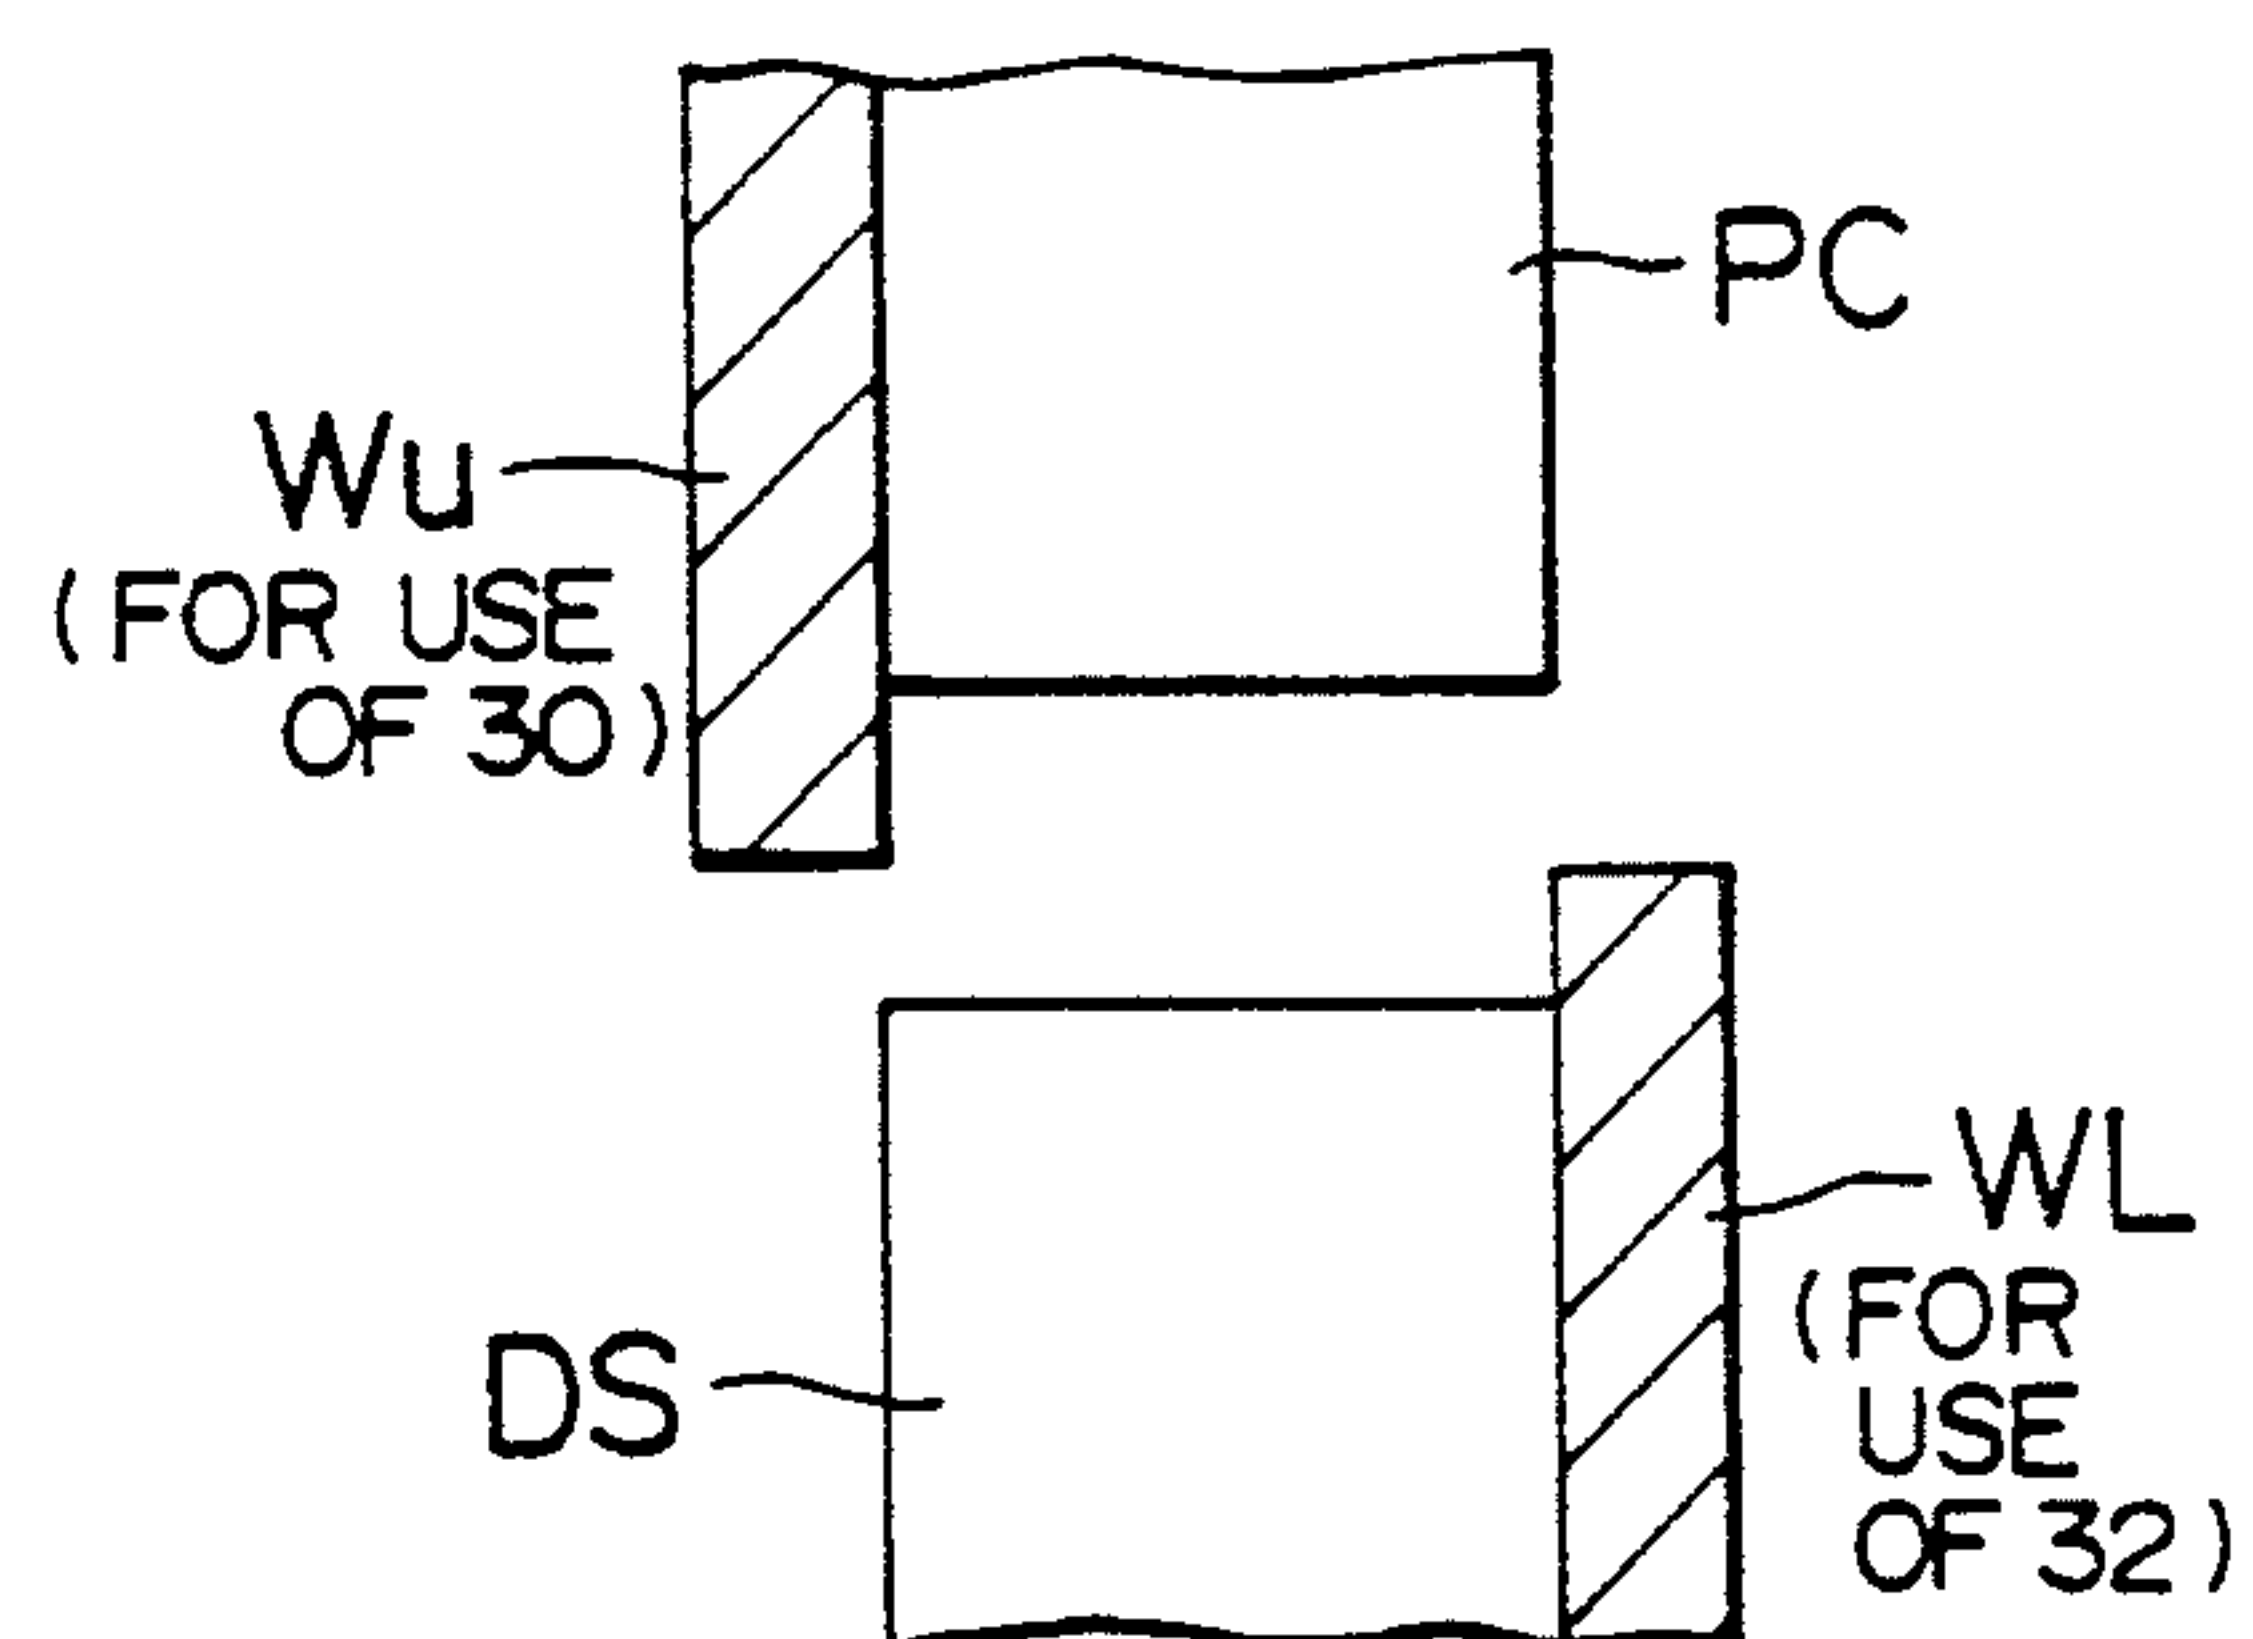 PC
Wu
(FOR USE
OF 30)
WL
(FOR
USE
OF 32)
DS